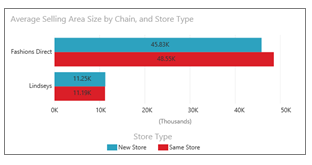 Average Selling Area Size by Chain, and Store Type
Fashions Direct
45.83K
Lindseys
11.25K
0K 10K 20K 30K 40K 50K
(Thousands)
Store Type
New Store Same Store